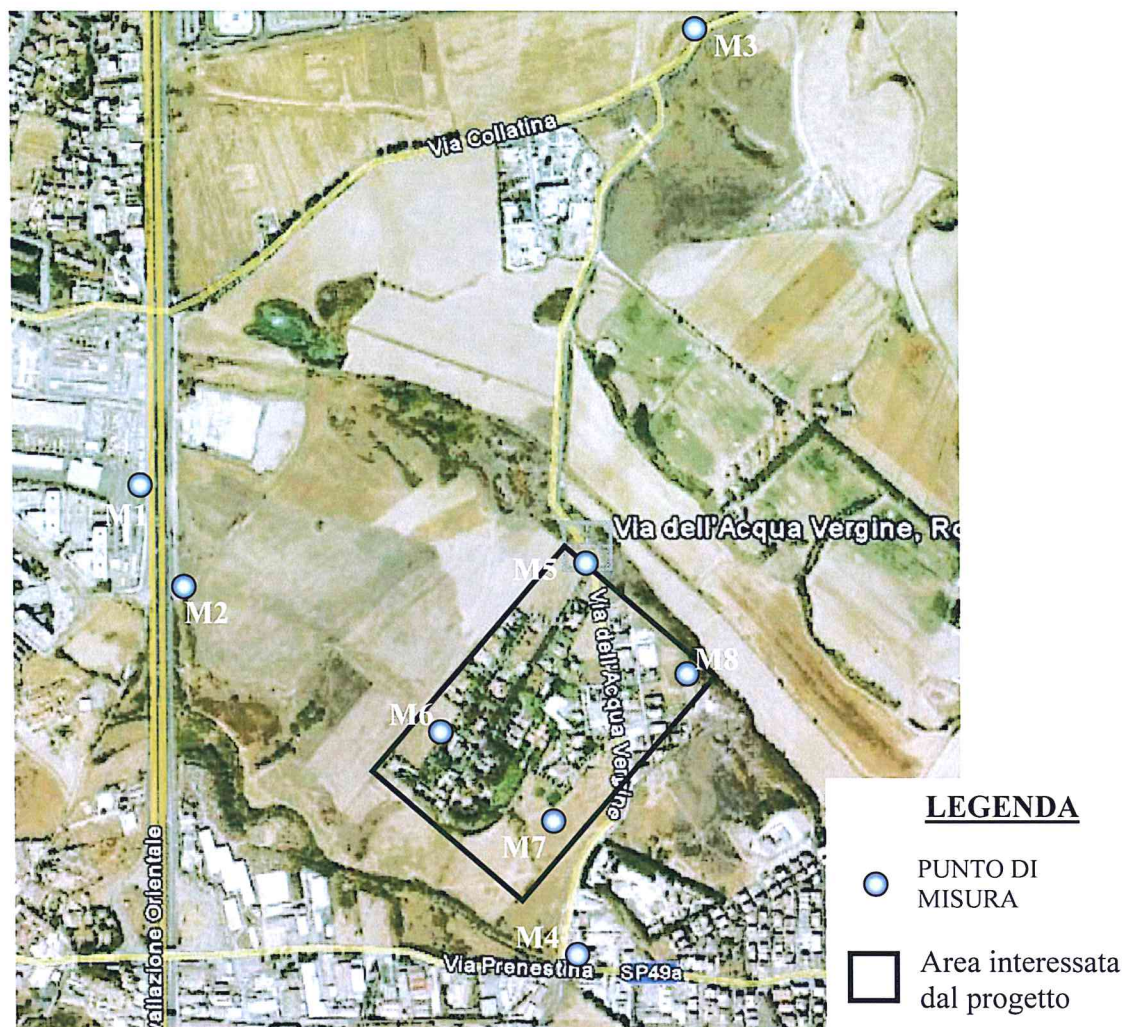 M3
Via Collatina
M1
Via dell'Acqua Vergine, Ro
M5
M2
Via dell'Acqua Vergine
M8
M6
M7
vallazione Orientale
M4
Via Prenestina
SP49a
LEGENDA
PUNTO DI
MISURA
Area interessata
dal progetto